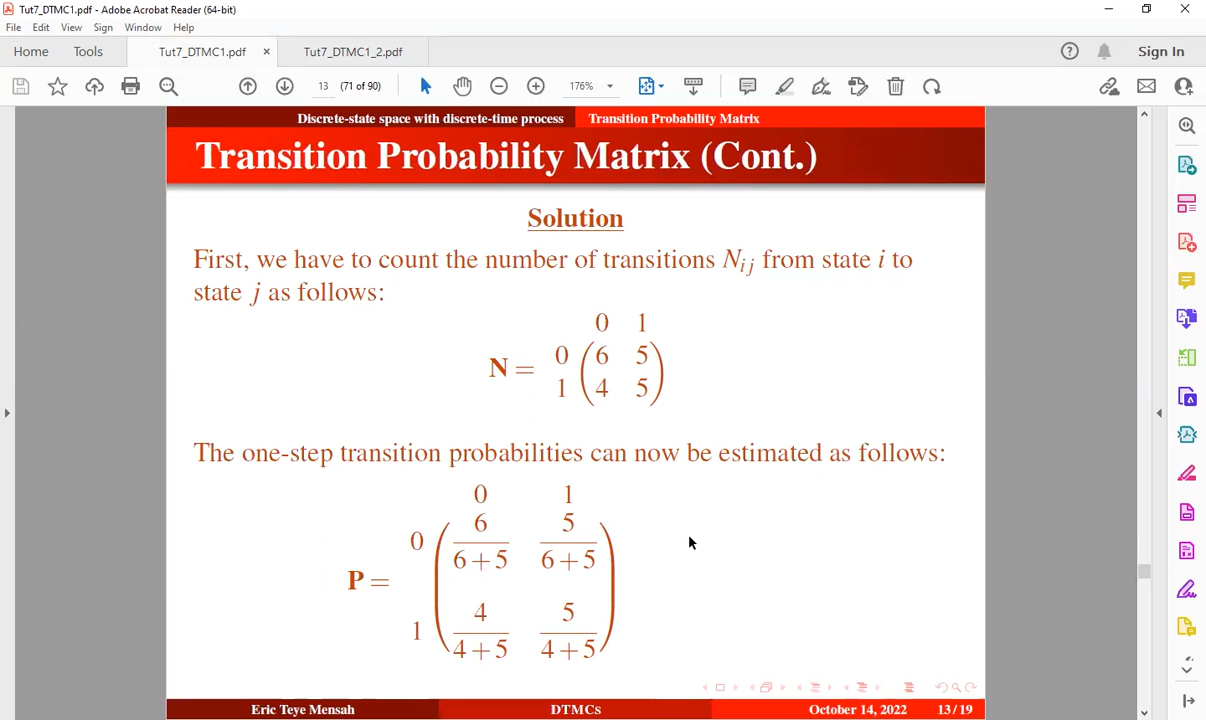 Tut7_DTMC1.pdf - Adobe Acrobat Reader (64-bit)
File Edit View Sign Window Help
Home Tools Tut7_DTMC1.pdf × Tut7_DTMC1_2.pdf Sign In
13 (71 of 90) 176%
Discrete-state space with discrete-time process Transition Probability Matrix
Transition Probability Matrix (Cont.)
Solution
First, we have to count the number of transitions N_{ij} from state i to
state j as follows:
0 1
N = 0 (6 5)
1 (4 5)
The one-step transition probabilities can now be estimated as follows:
0 1
6 5
0
6+5 6+5
P =
4 5
1
4+5 4+5
Eric Teye Mensah DTMCs October 14, 2022 13/19